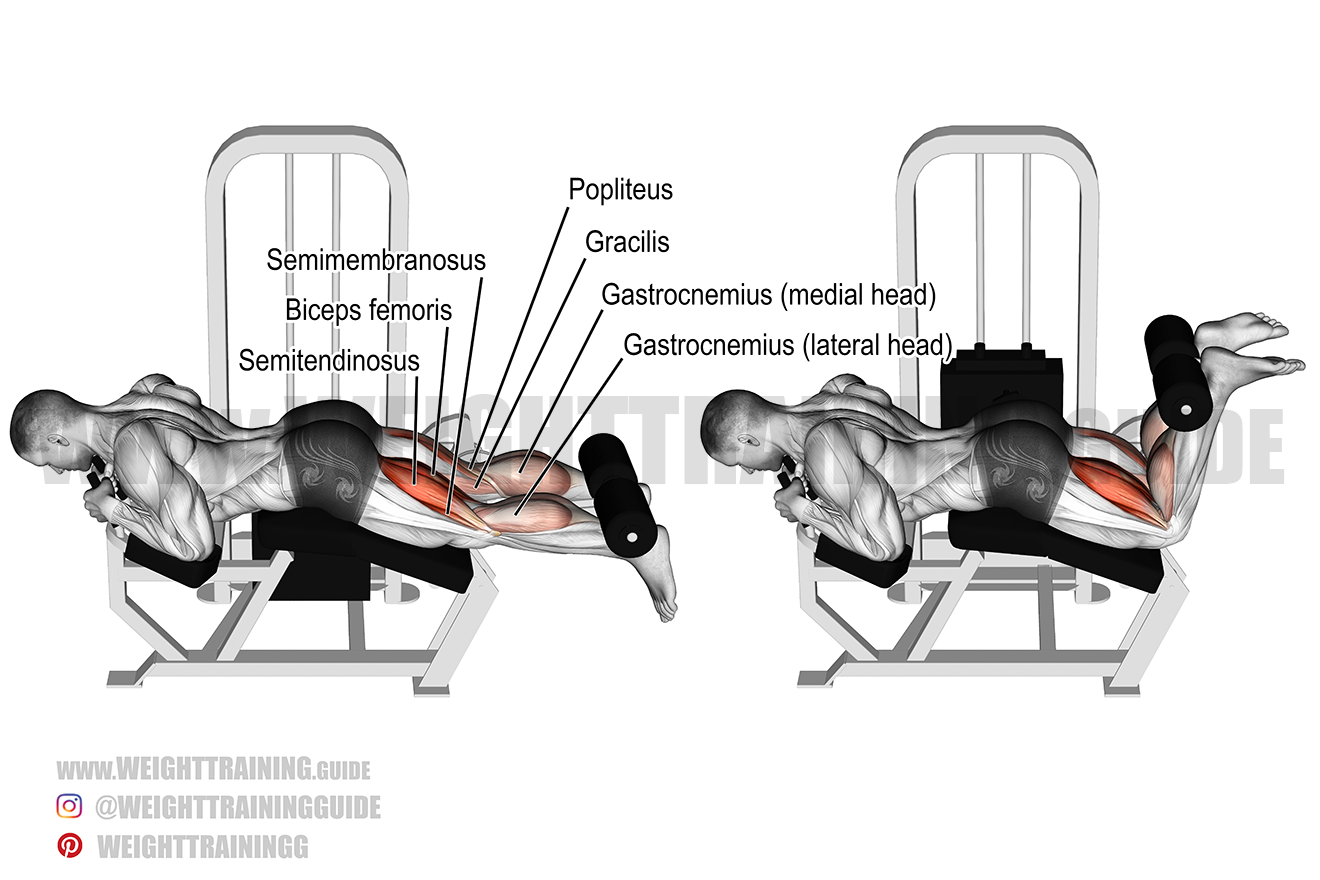 Popliteus
Gracilis
Semimembranosus
Gastrocnemius (medial head)
Biceps femoris
Gastrocnemius (lateral head)
Semitendinosus
WWW.WEIGHTTRAINING.GUIDE
WWW.WEIGHTTRAINING.GUIDE
@WEIGHTTRAININGGUIDE
WEIGHTTRAININGG